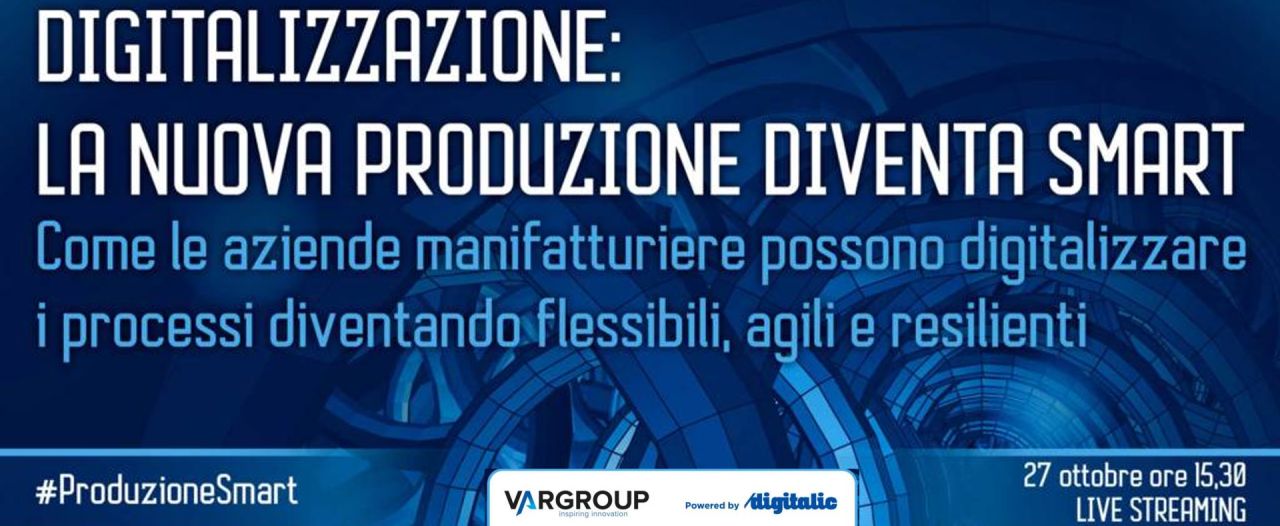 DIGITALIZZAZIONE:
LA NUOVA PRODUZIONE DIVENTA SMART
Come le aziende manifatturiere possono digitalizzare
i processi diventando flessibili, agili e resilienti
#ProduzioneSmart
VARGROUP
inspiring innovation
Powered by digitalic
27 ottobre ore 15,30
LIVE STREAMING